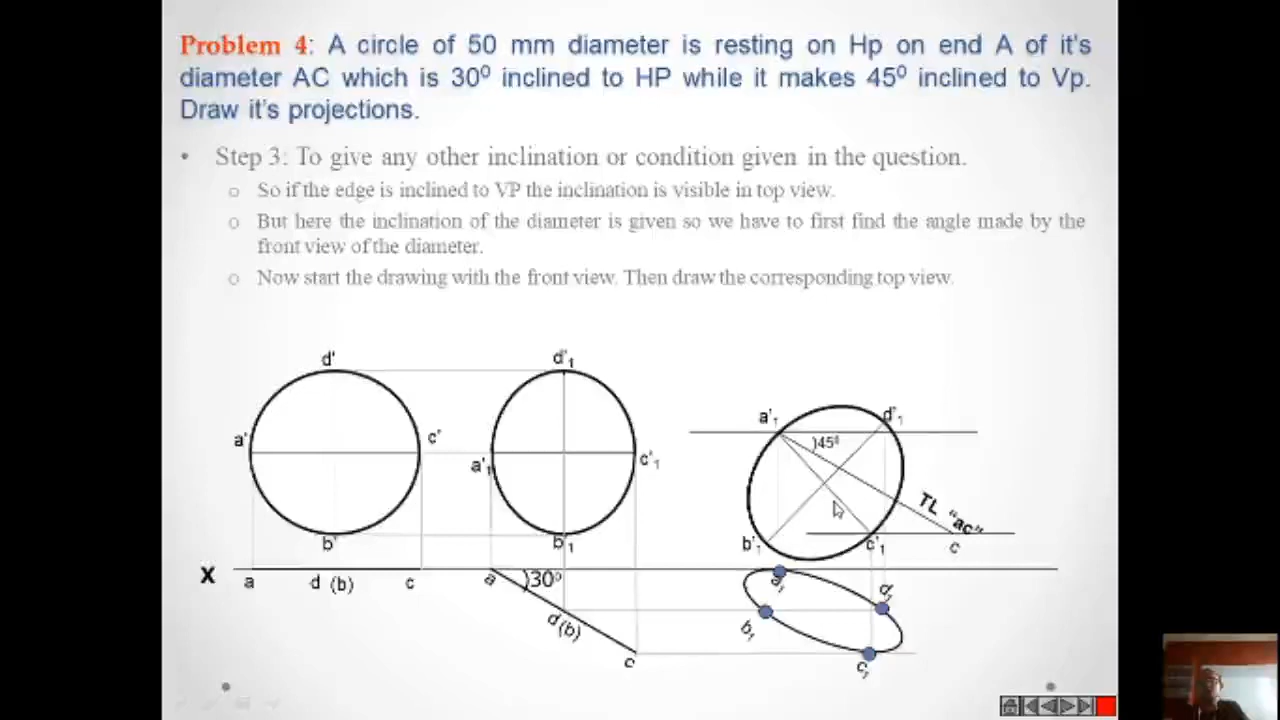 Problem 4: A circle of 50 mm diameter is resting on Hp on end A of it's
diameter AC which is 30⁰ inclined to HP while it makes 45⁰ inclined to Vp.
Draw it's projections.
• Step 3: To give any other inclination or condition given in the question.
o So if the edge is inclined to VP the inclination is visible in top view.
o But here the inclination of the diameter is given so we have to first find the angle made by the
front view of the diameter.
o Now start the drawing with the front view. Then draw the corresponding top view.
d'
d'₁
a'₁
d'₁
a'
c'
)45⁰
a'₁
c'₁
TL "ac"
b'
b'₁
b'₁
c'₁
c
X
a
d (b)
c
a
)30⁰
a₁
d₁
d(b)
b₁
c
c₁